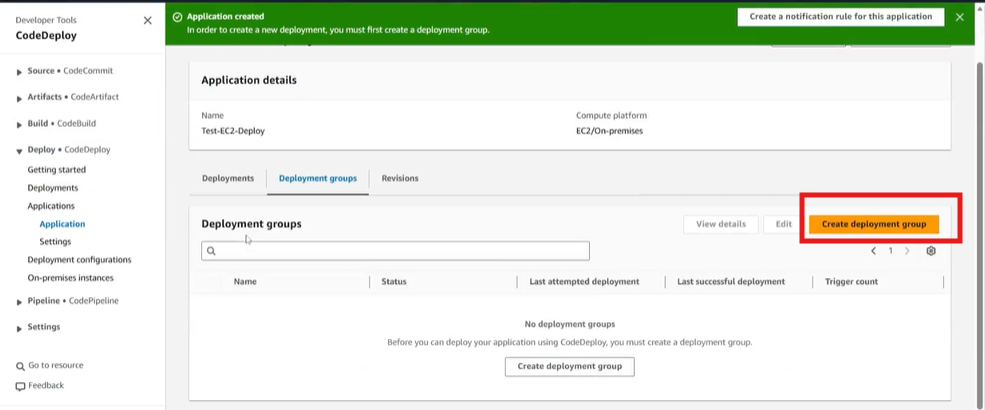 Developer Tools
CodeDeploy
Source • CodeCommit
Artifacts • CodeArtifact
Build • CodeBuild
Deploy • CodeDeploy
Getting started
Deployments
Applications
Application
Settings
Deployment configurations
On-premises instances
Pipeline • CodePipeline
Settings
Go to resource
Feedback
Application created
In order to create a new deployment, you must first create a deployment group.
Create a notification rule for this application
Application details
Name
Test-EC2-Deploy
Compute platform
EC2/On-premises
Deployments
Deployment groups
Revisions
Deployment groups
View details
Edit
Create deployment group
1
Name
Status
Last attempted deployment
Last successful deployment
Trigger count
No deployment groups
Before you can deploy your application using CodeDeploy, you must create a deployment group.
Create deployment group